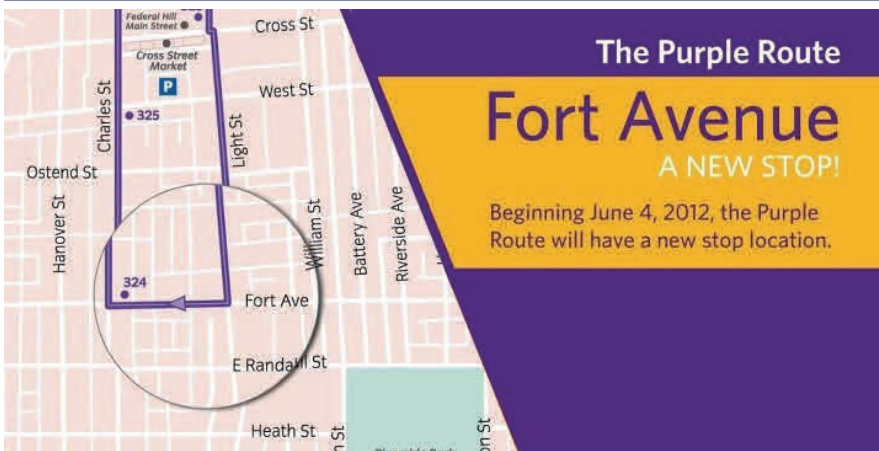 Federal Hill
Main Street
Cross St
Cross Street
Market
P
West St
Charles St
325
Light St
Ostend St
Hanover St
William St
Battery Ave
Riverside Ave
324
Fort Ave
E Randall St
Heath St
The Purple Route
Fort Avenue
A NEW STOP!
Beginning June 4, 2012, the Purple
Route will have a new stop location.